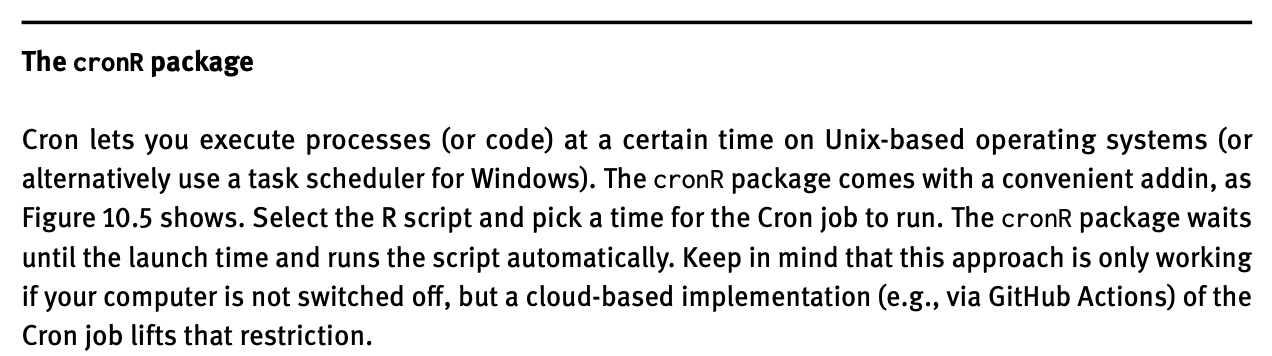 The cronR package
Cron lets you execute processes (or code) at a certain time on Unix-based operating systems (or
alternatively use a task scheduler for Windows). The cronR package comes with a convenient addin, as
Figure 10.5 shows. Select the R script and pick a time for the Cron job to run. The cronR package waits
until the launch time and runs the script automatically. Keep in mind that this approach is only working
if your computer is not switched off, but a cloud-based implementation (e.g., via GitHub Actions) of the
Cron job lifts that restriction.